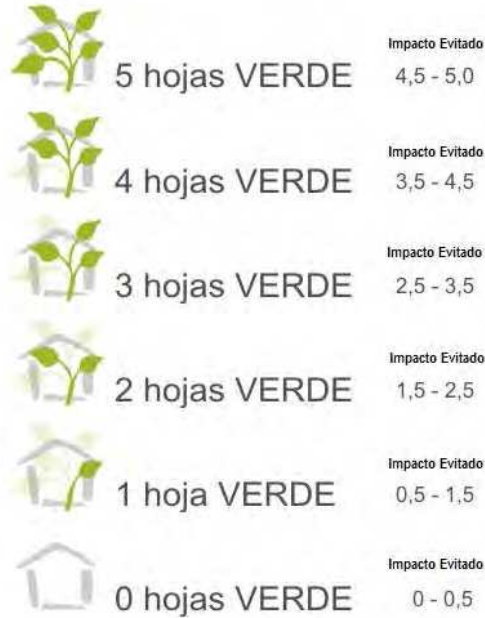 Impacto Evitado
5 hojas VERDE 4,5 - 5,0
Impacto Evitado
4 hojas VERDE 3,5 - 4,5
Impacto Evitado
3 hojas VERDE 2,5 - 3,5
Impacto Evitado
2 hojas VERDE 1,5 - 2,5
Impacto Evitado
1 hoja VERDE 0,5 - 1,5
Impacto Evitado
0 hojas VERDE 0 - 0,5